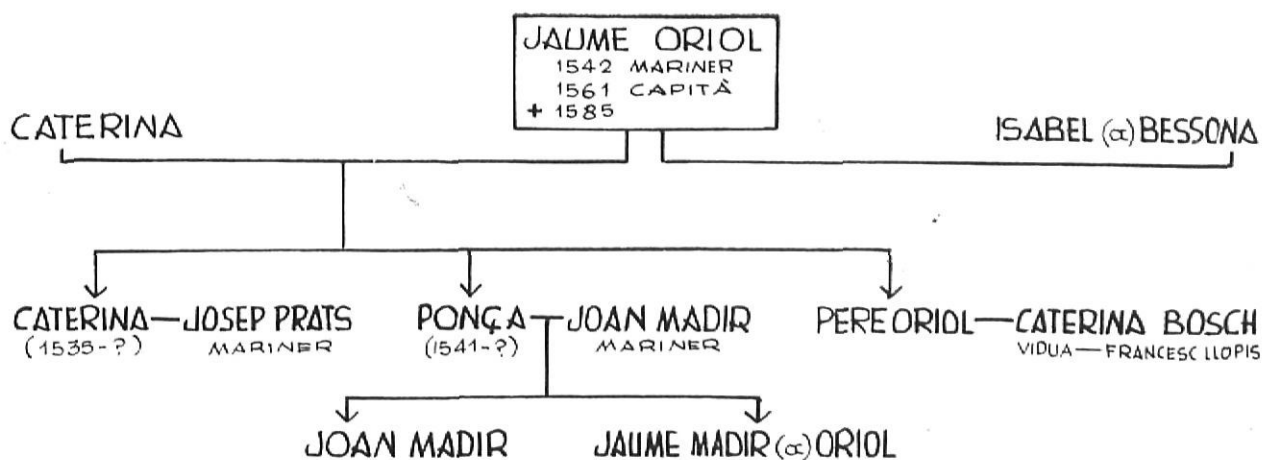 JAUME ORIOL
1542 MARINER
1561 CAPITÀ
+ 1585
CATERINA
ISABEL (α) BESSONA
CATERINA — JOSEP PRATS
(1535-?) MARINER
PONÇA — JOAN MADIR
(1541-?) MARINER
PERE ORIOL — CATERINA BOSCH
VIDUA — FRANCESC LLOPIS
JOAN MADIR
JAUME MADIR (α) ORIOL